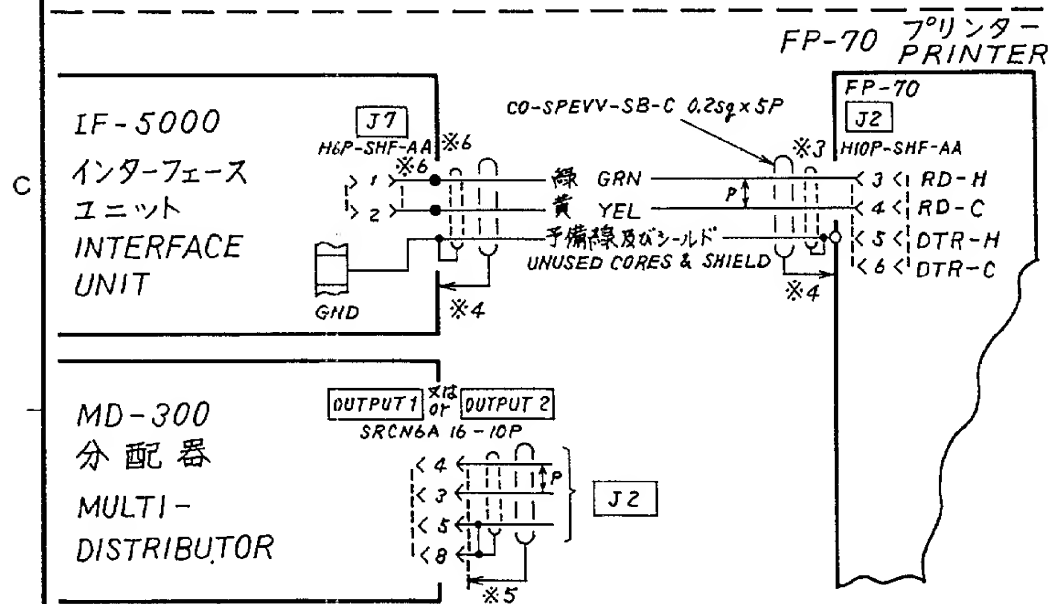 FP-70 プリンター
PRINTER
C
IF-5000
インターフェース
ユニット
INTERFACE
UNIT
J7
H6P-SHF-AA ※6
※6
1
2
GND
※4
CO-SPEVV-SB-C 0.2sq×5P
緑 GRN
黄 YEL
予備線及びシールド
UNUSED CORES & SHIELD
P
※3
※4
FP-70
J2
H10P-SHF-AA
3 RD-H
4 RD-C
5 DTR-H
6 DTR-C
MD-300
分配器
MULTI-
DISTRIBUTOR
OUTPUT 1 又は or OUTPUT 2
SRCN6A 16-10P
4
3
5
8
P
J2
※5